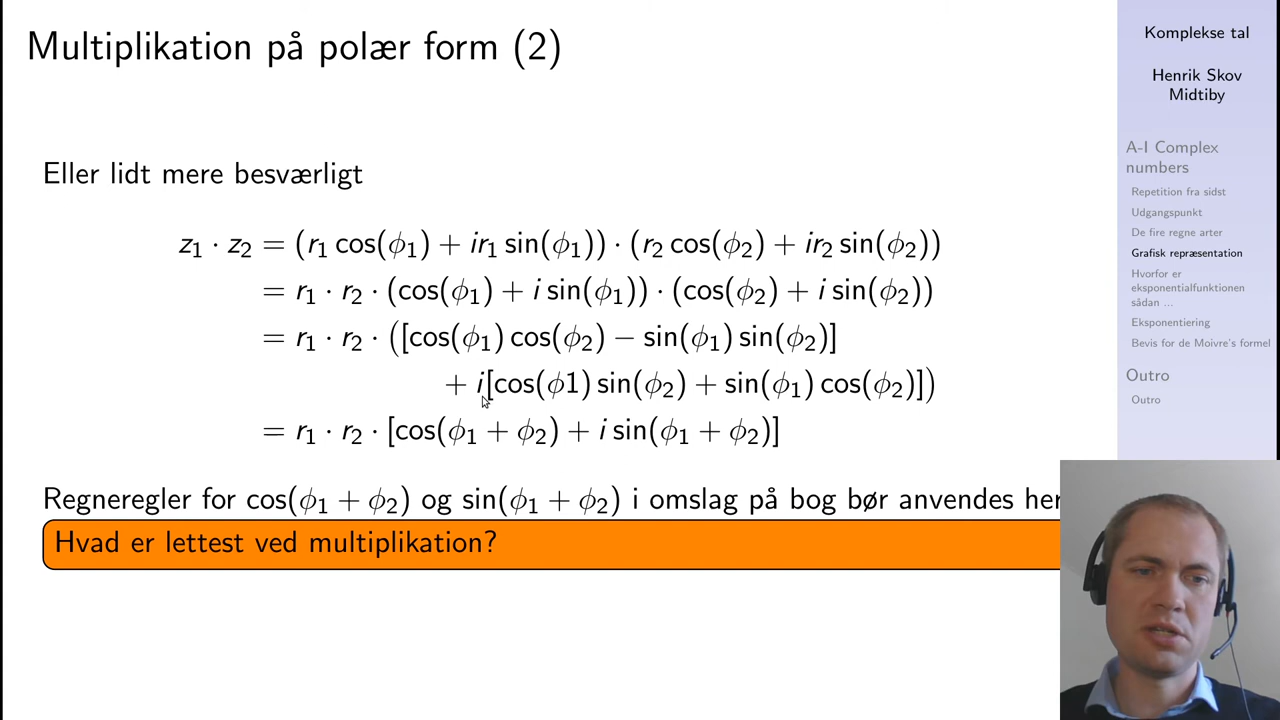 Multiplikation på polær form (2)
Eller lidt mere besværligt
z₁ · z₂ = (r₁ cos(ϕ₁) + ir₁ sin(ϕ₁)) · (r₂ cos(ϕ₂) + ir₂ sin(ϕ₂))
= r₁ · r₂ · (cos(ϕ₁) + i sin(ϕ₁)) · (cos(ϕ₂) + i sin(ϕ₂))
= r₁ · r₂ · ([cos(ϕ₁) cos(ϕ₂) − sin(ϕ₁) sin(ϕ₂)]
+ i[cos(ϕ1) sin(ϕ₂) + sin(ϕ₁) cos(ϕ₂)])
= r₁ · r₂ · [cos(ϕ₁ + ϕ₂) + i sin(ϕ₁ + ϕ₂)]
Regneregler for cos(ϕ₁ + ϕ₂) og sin(ϕ₁ + ϕ₂) i omslag på bog bør anvendes her
Hvad er lettest ved multiplikation?
Komplekse tal
Henrik Skov
Midtiby
A-I Complex
numbers
Repetition fra sidst
Udgangspunkt
De fire regne arter
Grafisk repræsentation
Hvorfor er
eksponentialfunktionen
sådan ...
Eksponentiering
Bevis for de Moivre's formel
Outro
Outro